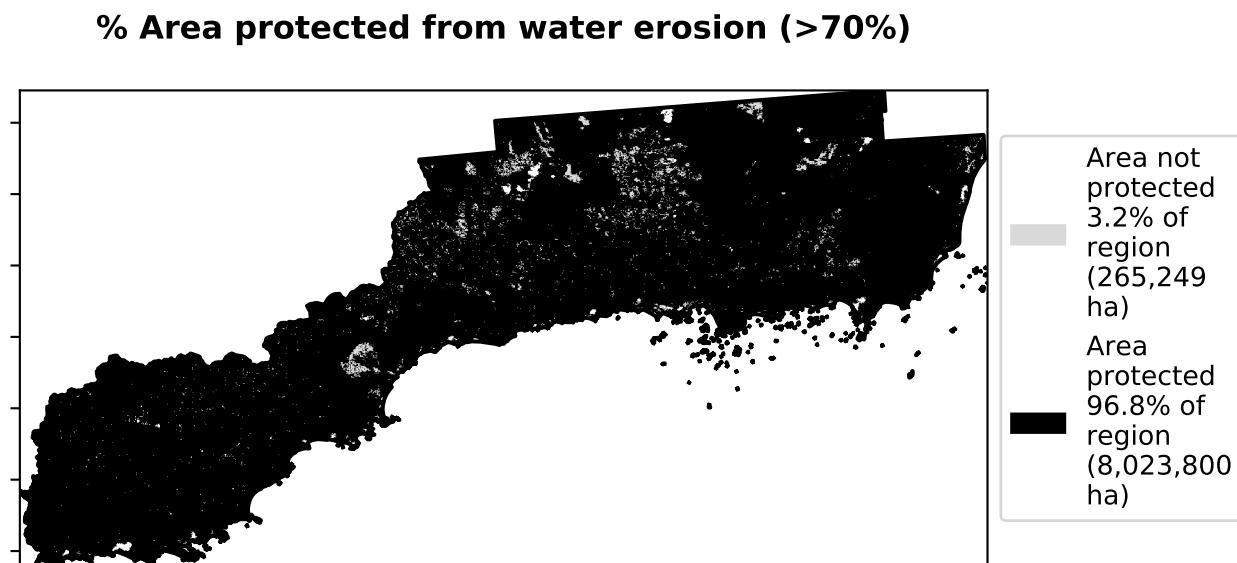 % Area protected from water erosion (>70%)
Area not
protected
3.2% of
region
(265,249
ha)
Area
protected
96.8% of
region
(8,023,800
ha)